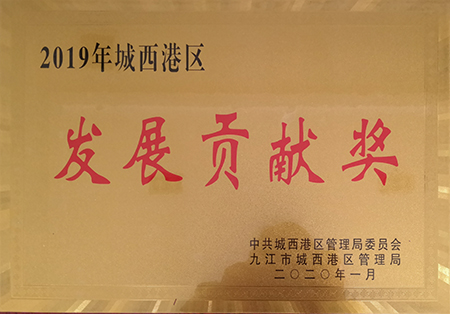 2019年城西港区
发展贡献奖
中共城西港区管理局委员会
九江市城西港区管理局
二〇二〇年一月